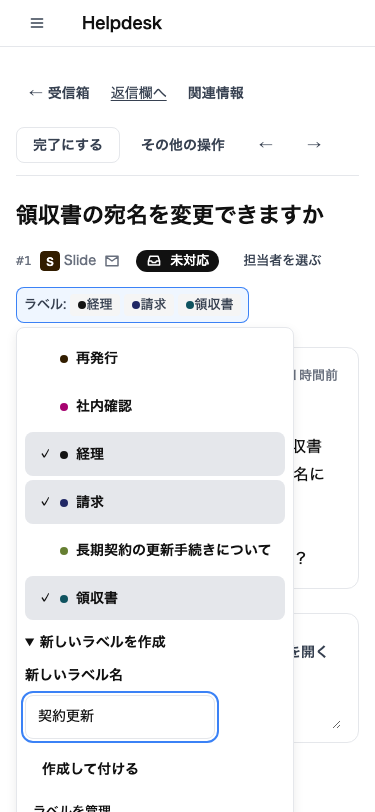 Helpdesk
← 受信箱 返信欄へ 関連情報
完了にする その他の操作 ← →
領収書の宛名を変更できますか
#1 S Slide 未対応 担当者を選ぶ
ラベル: 経理 請求 領収書
再発行
時間前
社内確認
収書
✓ 経理
名に
✓ 請求
長期契約の更新手続きについて
?
✓ 領収書
▼ 新しいラベルを作成
を開く
新しいラベル名
契約更新
作成して付ける
ラベルを管理